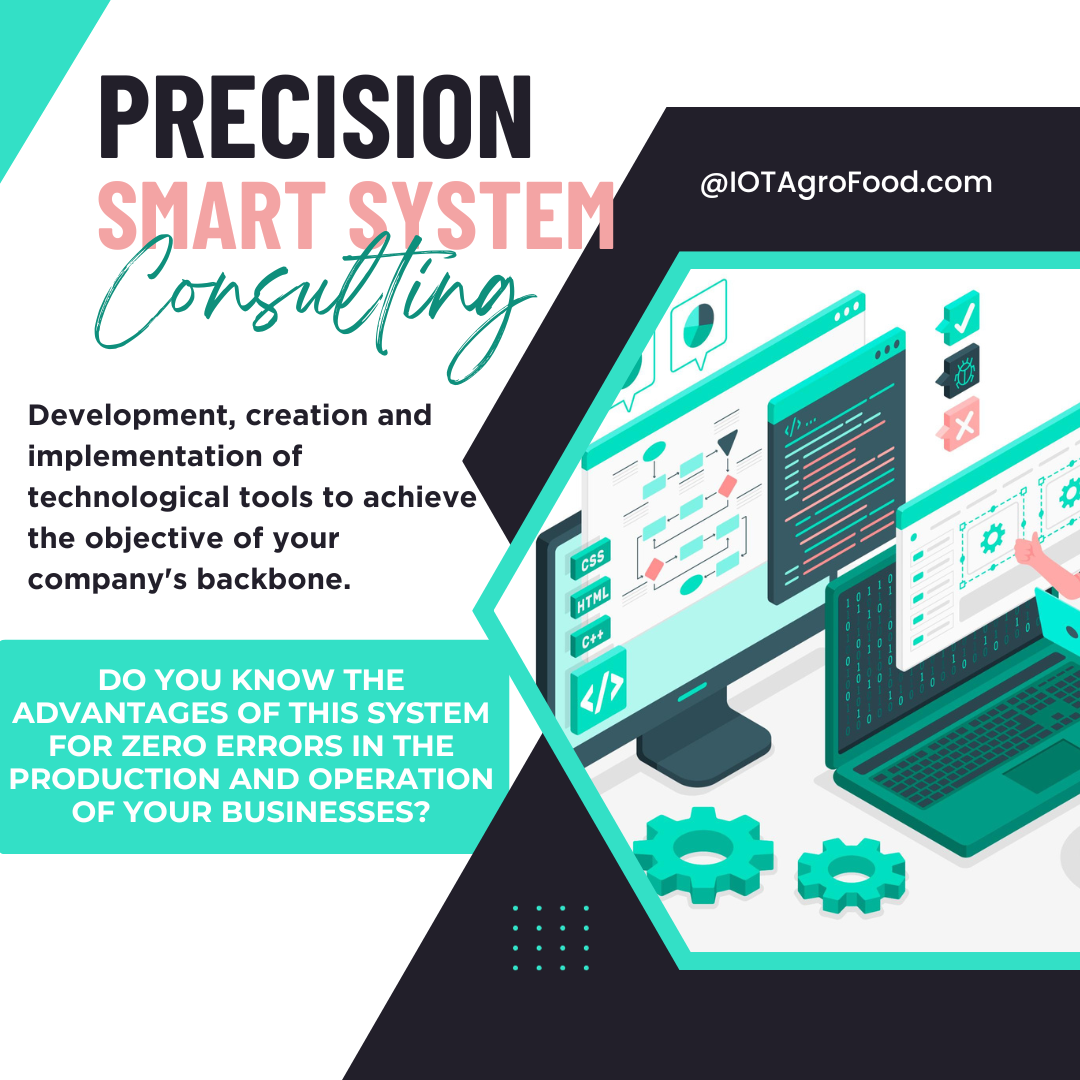 PRECISION
SMART SYSTEM
Consulting
@IOTAgroFood.com
Development, creation and
implementation of
technological tools to achieve
the objective of your
company's backbone.
DO YOU KNOW THE
ADVANTAGES OF THIS SYSTEM
FOR ZERO ERRORS IN THE
PRODUCTION AND OPERATION
OF YOUR BUSINESSES?
</> ...
CSS
HTML
C++
</>